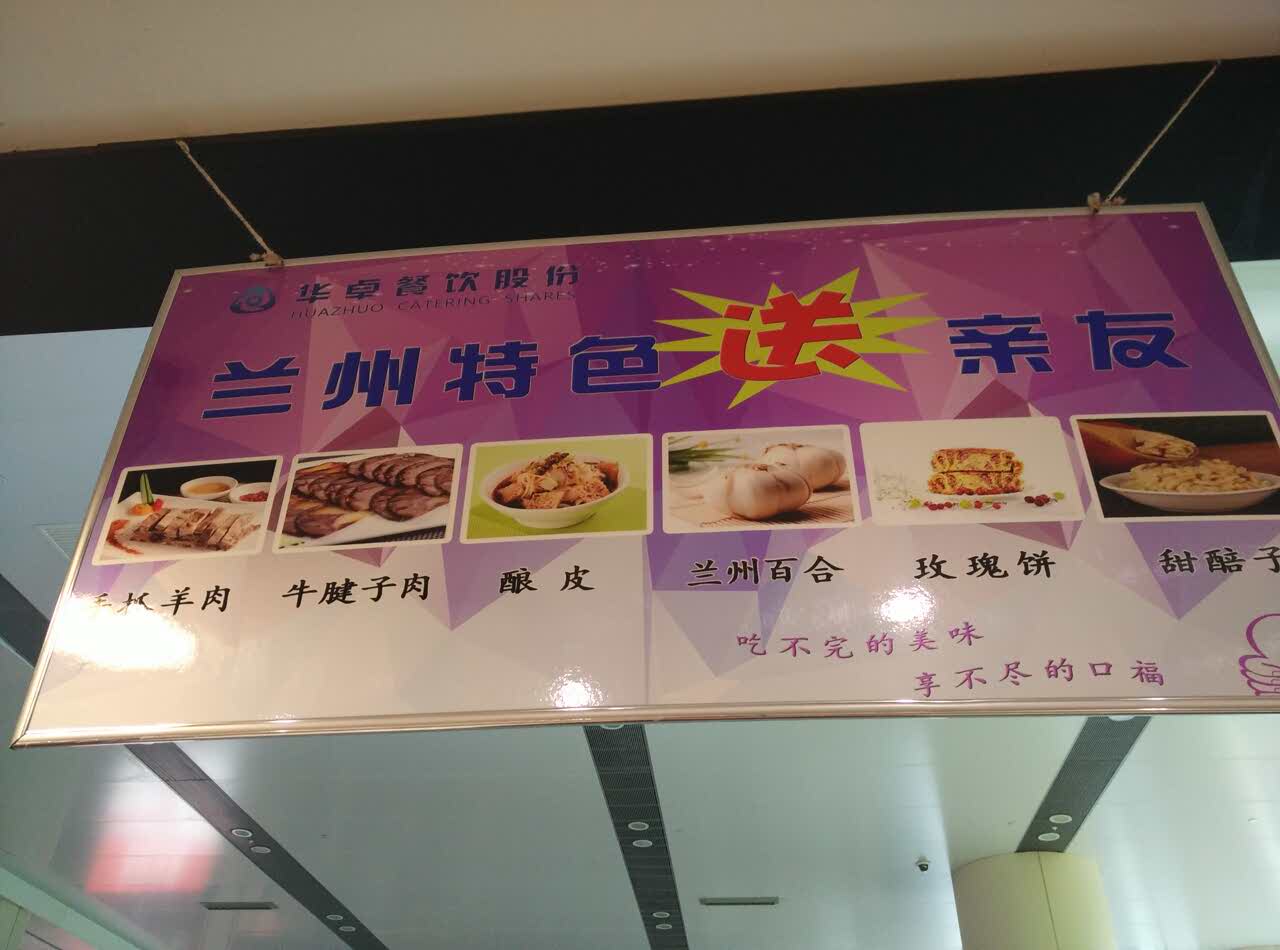 华卓餐饮股份
HUAZHUO CATERING SHARES
兰州特色送亲友
手抓羊肉
牛腱子肉
酿皮
兰州百合
玫瑰饼
甜醅子
吃不完的美味
享不尽的口福